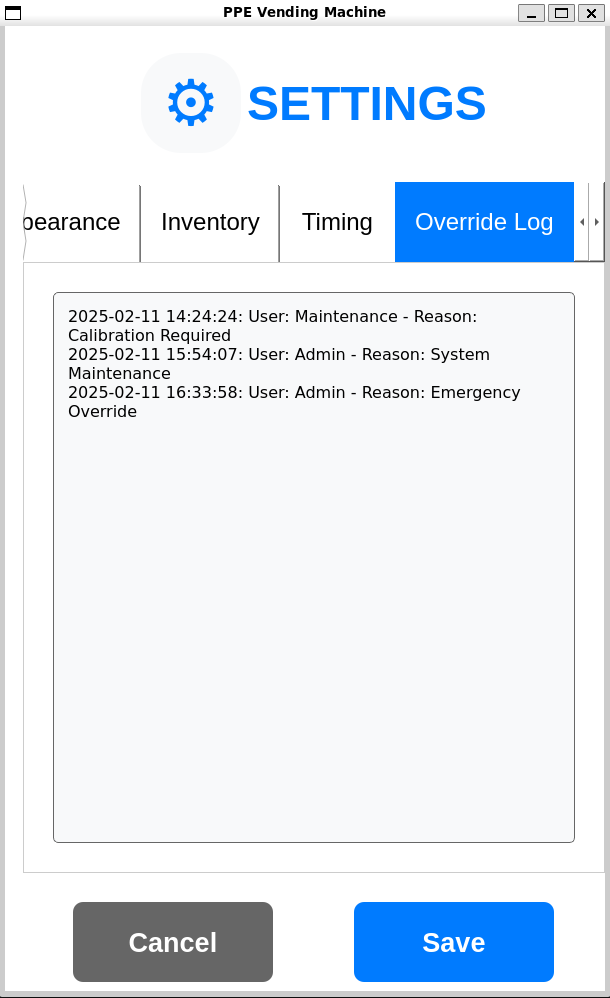 PPE Vending Machine
SETTINGS
pearance
Inventory
Timing
Override Log
2025-02-11 14:24:24: User: Maintenance - Reason:
Calibration Required
2025-02-11 15:54:07: User: Admin - Reason: System
Maintenance
2025-02-11 16:33:58: User: Admin - Reason: Emergency
Override
Cancel
Save